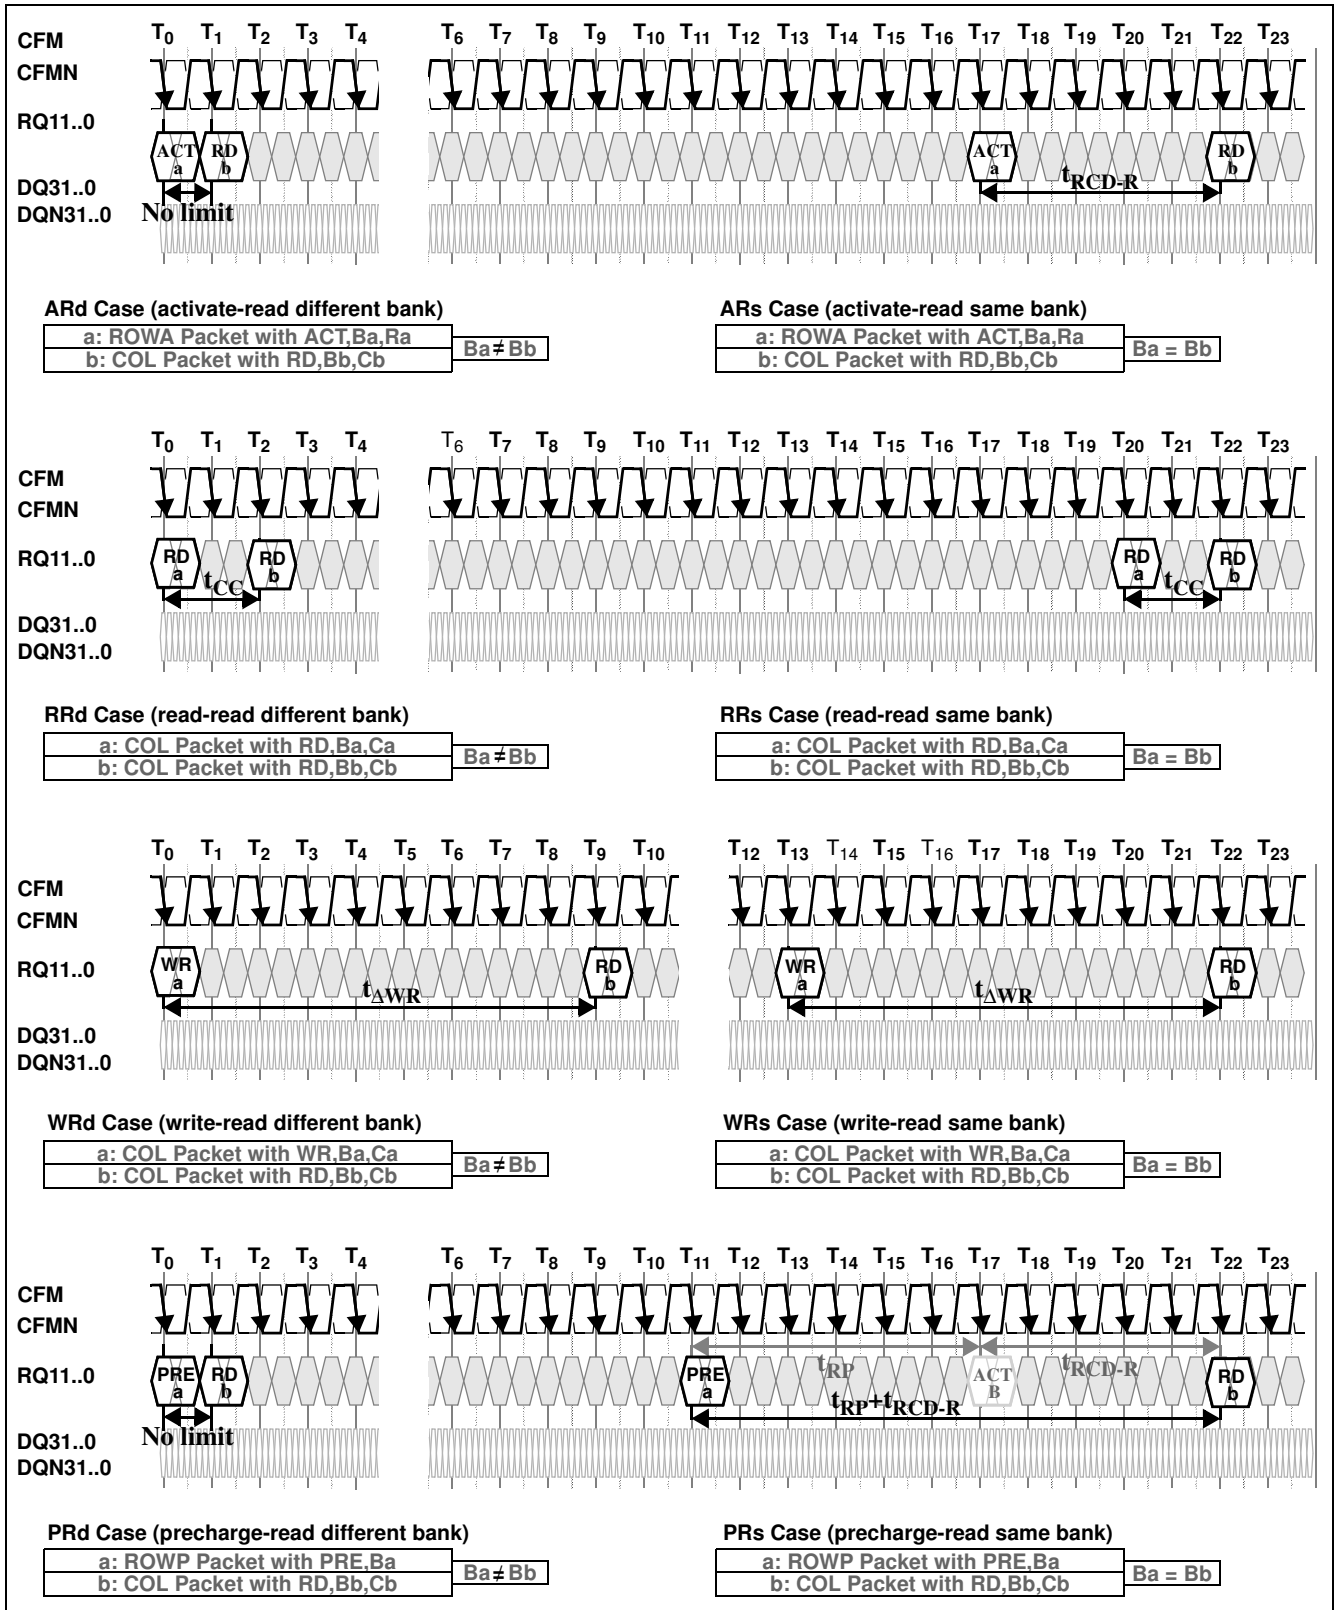 T0 T1 T2 T3 T4 T6 T7 T8 T9 T10 T11 T12 T13 T14 T15 T16 T17 T18 T19 T20 T21 T22 T23
CFM
CFMN
RQ11..0
ACT a RD b ACT a RD b
tRCD-R
DQ31..0
DQN31..0
No limit
ARd Case (activate-read different bank) ARs Case (activate-read same bank)
a: ROWA Packet with ACT,Ba,Ra a: ROWA Packet with ACT,Ba,Ra
Ba≠Bb Ba = Bb
b: COL Packet with RD,Bb,Cb b: COL Packet with RD,Bb,Cb
T0 T1 T2 T3 T4 T6 T7 T8 T9 T10 T11 T12 T13 T14 T15 T16 T17 T18 T19 T20 T21 T22 T23
CFM
CFMN
RQ11..0
RD a RD b RD a RD b
tCC tCC
DQ31..0
DQN31..0
RRd Case (read-read different bank) RRs Case (read-read same bank)
a: COL Packet with RD,Ba,Ca a: COL Packet with RD,Ba,Ca
Ba≠Bb Ba = Bb
b: COL Packet with RD,Bb,Cb b: COL Packet with RD,Bb,Cb
T0 T1 T2 T3 T4 T5 T6 T7 T8 T9 T10 T12 T13 T14 T15 T16 T17 T18 T19 T20 T21 T22 T23
CFM
CFMN
RQ11..0
WR a RD b WR a RD b
tΔWR tΔWR
DQ31..0
DQN31..0
WRd Case (write-read different bank) WRs Case (write-read same bank)
a: COL Packet with WR,Ba,Ca a: COL Packet with WR,Ba,Ca
Ba≠Bb Ba = Bb
b: COL Packet with RD,Bb,Cb b: COL Packet with RD,Bb,Cb
T0 T1 T2 T3 T4 T6 T7 T8 T9 T10 T11 T12 T13 T14 T15 T16 T17 T18 T19 T20 T21 T22 T23
CFM
CFMN
tRP tRCD-R
RQ11..0
PRE a RD b PRE a ACT B RD b
tRP+tRCD-R
No limit
DQ31..0
DQN31..0
PRd Case (precharge-read different bank) PRs Case (precharge-read same bank)
a: ROWP Packet with PRE,Ba a: ROWP Packet with PRE,Ba
Ba≠Bb Ba = Bb
b: COL Packet with RD,Bb,Cb b: COL Packet with RD,Bb,Cb